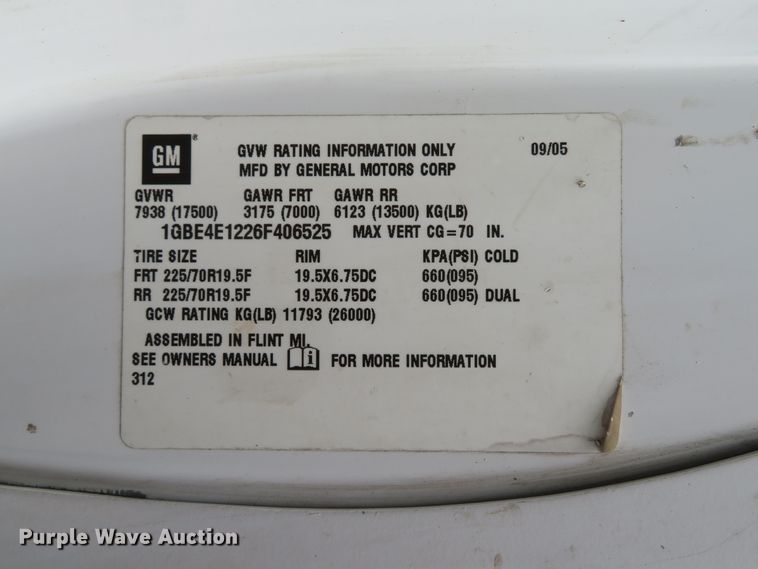 GM ®
GVW RATING INFORMATION ONLY 09/05
MFD BY GENERAL MOTORS CORP
GVWR GAWR FRT GAWR RR
7938 (17500) 3175 (7000) 6123 (13500) KG(LB)
1GBE4E1226F406525 MAX VERT CG=70 IN.
TIRE SIZE RIM KPA(PSI) COLD
FRT 225/70R19.5F 19.5X6.75DC 660(095)
RR 225/70R19.5F 19.5X6.75DC 660(095) DUAL
GCW RATING KG(LB) 11793 (26000)
ASSEMBLED IN FLINT MI.
SEE OWNERS MANUAL i FOR MORE INFORMATION
312
Purple Wave Auction